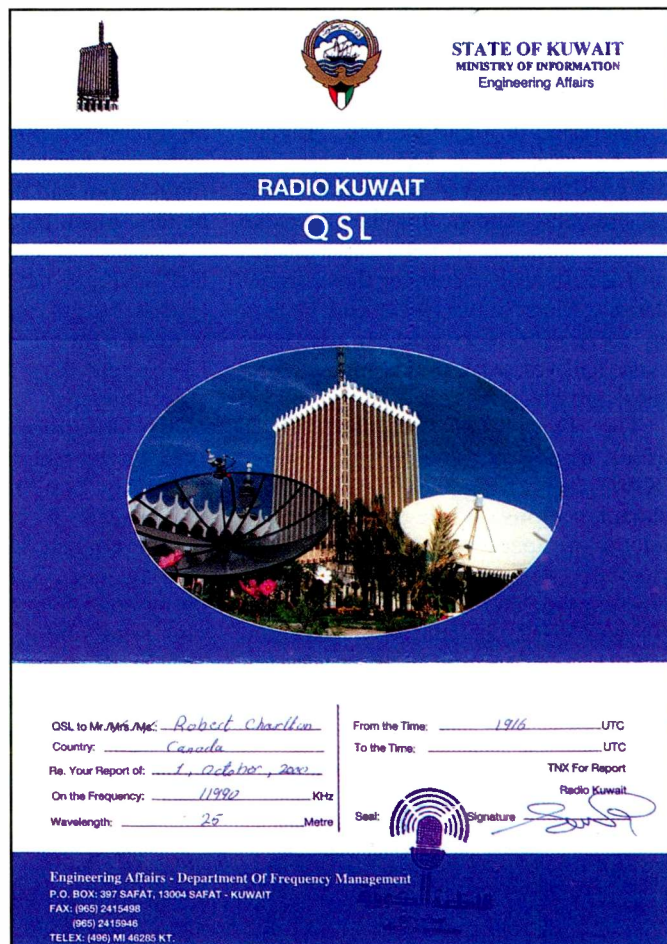 STATE OF KUWAIT
MINISTRY OF INFORMATION
Engineering Affairs
RADIO KUWAIT
QSL
QSL to Mr./Mrs./Ms.: Robert Charlton
Country: Canada
Re. Your Report of: 1, October, 2000
On the Frequency: 11990 KHz
Wavelength: 25 Metre
From the Time: 1916 UTC
To the Time: UTC
TNX For Report
Radio Kuwait
Seal: Signature
Engineering Affairs - Department Of Frequency Management
P.O. BOX: 397 SAFAT, 13004 SAFAT - KUWAIT
FAX: (965) 2415498
(965) 2415946
TELEX: (496) MI 46285 KT.